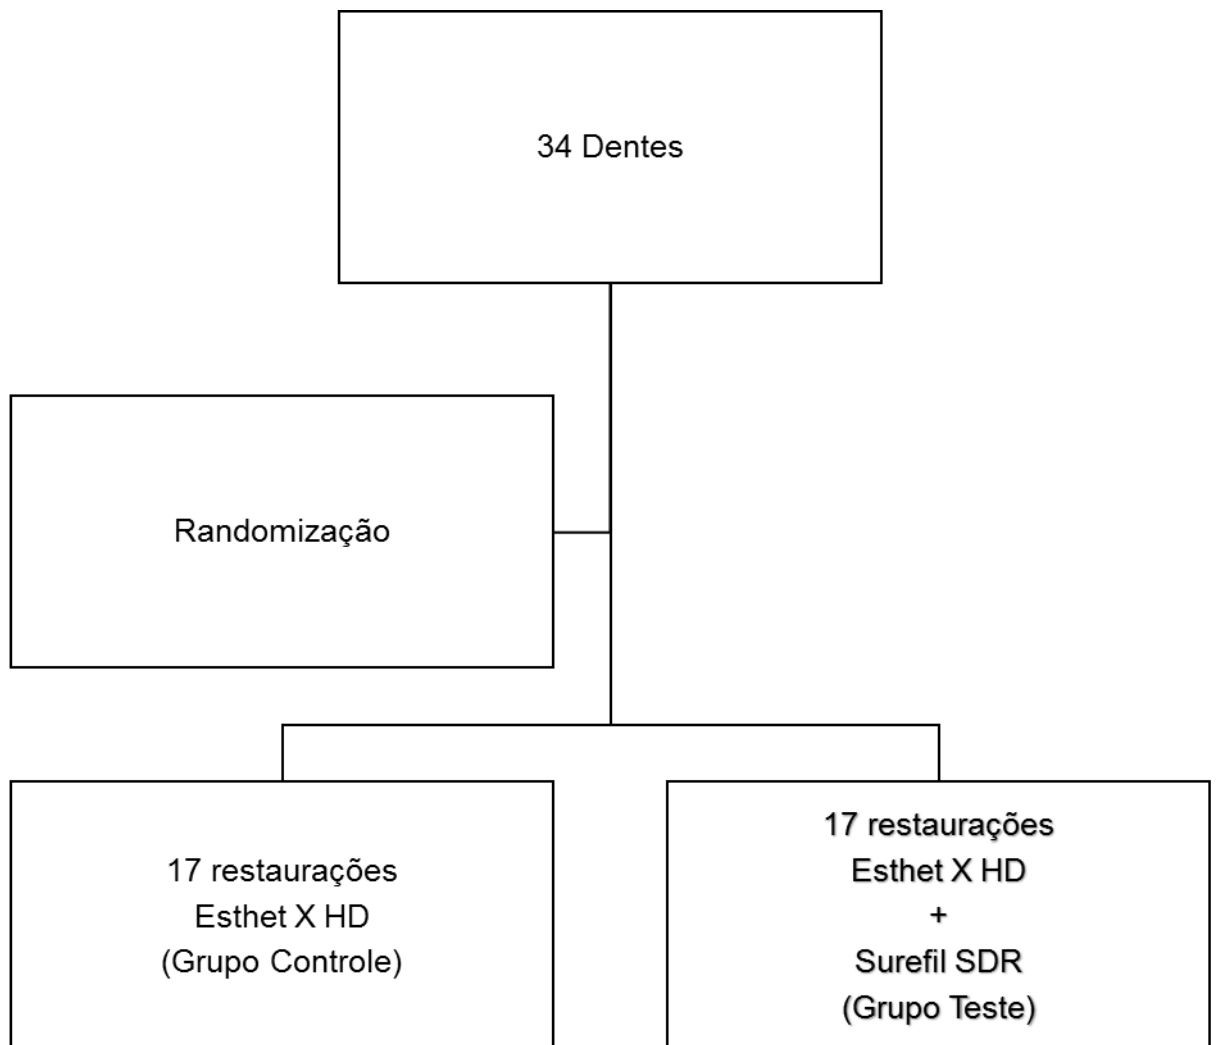 34 Dentes
Randomização
17 restaurações
Esthet X HD
(Grupo Controle)
17 restaurações
Esthet X HD
+
Surefil SDR
(Grupo Teste)